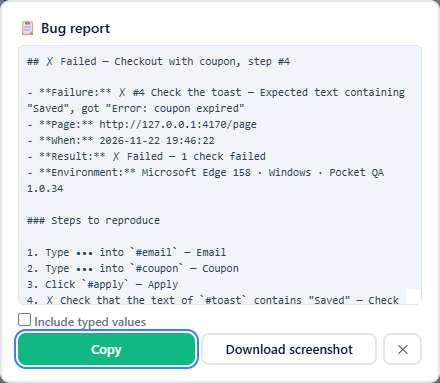 📋 Bug report
## ✗ Failed — Checkout with coupon, step #4
- **Failure:** ✗ #4 Check the toast — Expected text containing
"Saved", got "Error: coupon expired"
- **Page:** http://127.0.0.1:4170/page
- **When:** 2026-11-22 19:46:22
- **Result:** ✗ Failed — 1 check failed
- **Environment:** Microsoft Edge 158 · Windows · Pocket QA
1.0.34
### Steps to reproduce
1. Type ••• into `#email` — Email
2. Type ••• into `#coupon` — Coupon
3. Click `#apply` — Apply
4. ✗ Check that the text of `#toast` contains "Saved" — Check
Include typed values
Copy
Download screenshot
✕